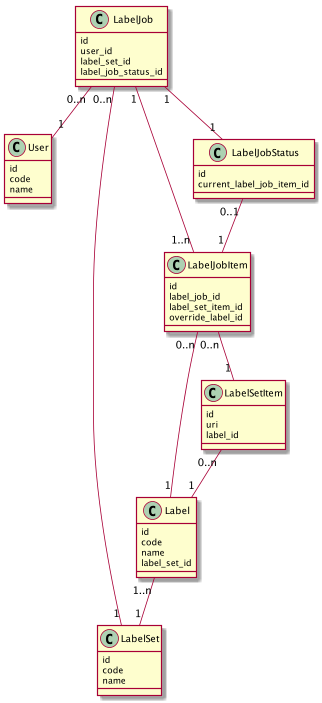 C LabelJob
id
user_id
label_set_id
label_job_status_id
0..n
0..n
1
1
1
1
C User
id
code
name
C LabelJobStatus
id
current_label_job_item_id
0..1
1..n
1
C LabelJobItem
id
label_job_id
label_set_item_id
override_label_id
0..n
0..n
1
C LabelSetItem
id
uri
label_id
0..n
1
1
C Label
id
code
name
label_set_id
1..n
1
1
C LabelSet
id
code
name